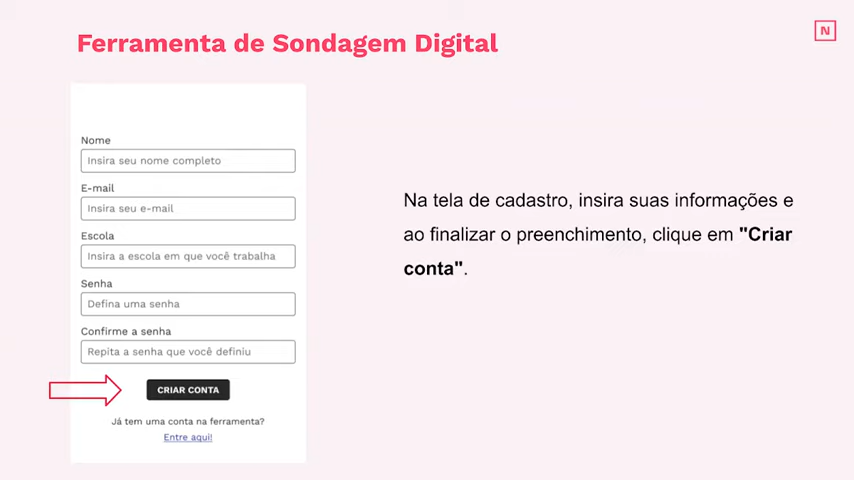 Ferramenta de Sondagem Digital
N
Nome
Insira seu nome completo
E-mail
Insira seu e-mail
Escola
Insira a escola em que você trabalha
Senha
Defina uma senha
Confirme a senha
Repita a senha que você definiu
CRIAR CONTA
Já tem uma conta na ferramenta?
Entre aqui!
Na tela de cadastro, insira suas informações e
ao finalizar o preenchimento, clique em "Criar
conta".